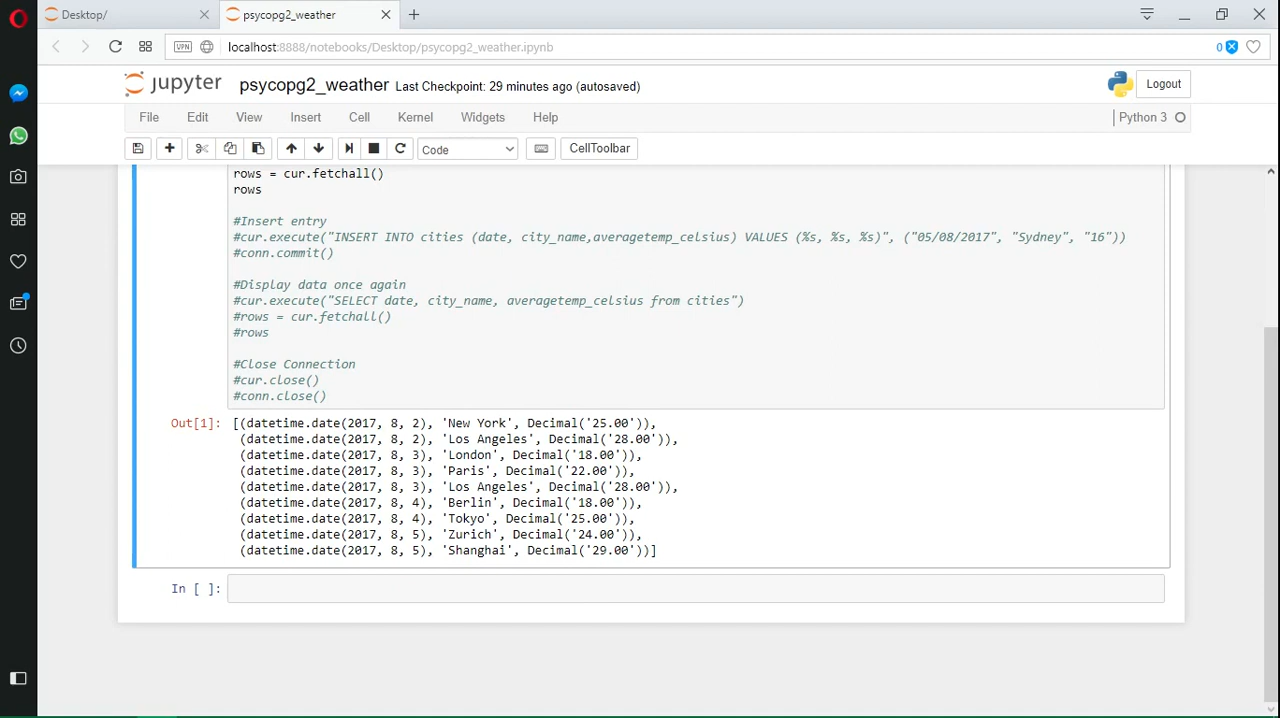 Desktop/
psycopg2_weather
VPN
localhost:8888/notebooks/Desktop/psycopg2_weather.ipynb
0
jupyter psycopg2_weather Last Checkpoint: 29 minutes ago (autosaved)
Logout
File Edit View Insert Cell Kernel Widgets Help
Python 3
Code
CellToolbar
rows = cur.fetchall()
rows
#Insert entry
#cur.execute("INSERT INTO cities (date, city_name,averagetemp_celsius) VALUES (%s, %s, %s)", ("05/08/2017", "Sydney", "16"))
#conn.commit()
#Display data once again
#cur.execute("SELECT date, city_name, averagetemp_celsius from cities")
#rows = cur.fetchall()
#rows
#Close Connection
#cur.close()
#conn.close()
Out[1]: [(datetime.date(2017, 8, 2), 'New York', Decimal('25.00')),
(datetime.date(2017, 8, 2), 'Los Angeles', Decimal('28.00')),
(datetime.date(2017, 8, 3), 'London', Decimal('18.00')),
(datetime.date(2017, 8, 3), 'Paris', Decimal('22.00')),
(datetime.date(2017, 8, 3), 'Los Angeles', Decimal('28.00')),
(datetime.date(2017, 8, 4), 'Berlin', Decimal('18.00')),
(datetime.date(2017, 8, 4), 'Tokyo', Decimal('25.00')),
(datetime.date(2017, 8, 5), 'Zurich', Decimal('24.00')),
(datetime.date(2017, 8, 5), 'Shanghai', Decimal('29.00'))]
In [ ]: